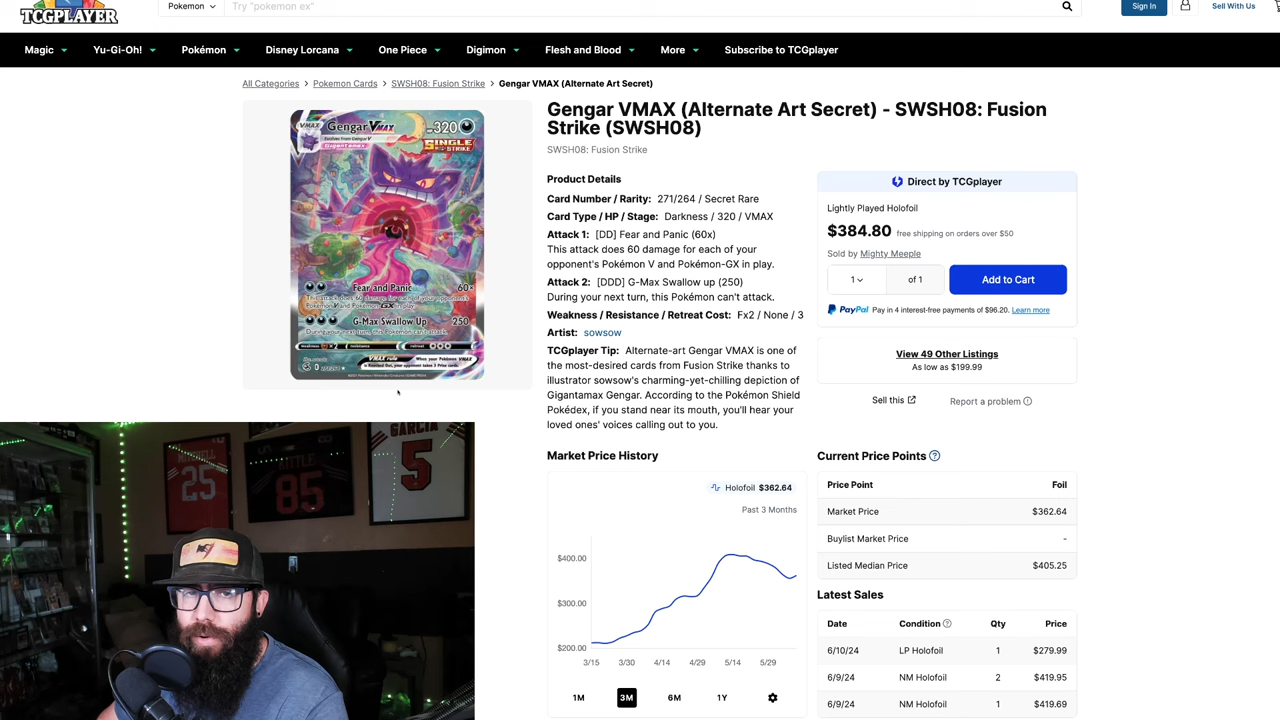 TCGPLAYER
Pokemon
Try "pokemon ex"
Sign In
Sell With Us
Magic
Yu-Gi-Oh!
Pokémon
Disney Lorcana
One Piece
Digimon
Flesh and Blood
More
Subscribe to TCGplayer
All Categories > Pokemon Cards > SWSH08: Fusion Strike > Gengar VMAX (Alternate Art Secret)
VMAX
Gengar VMAX
320
Gigantamax
SINGLE STRIKE
Fear and Panic 60×
G-Max Swallow Up 250
VMAX rule
Gengar VMAX (Alternate Art Secret) - SWSH08: Fusion
Strike (SWSH08)
SWSH08: Fusion Strike
Product Details
Card Number / Rarity: 271/264 / Secret Rare
Card Type / HP / Stage: Darkness / 320 / VMAX
Attack 1: [DD] Fear and Panic (60x)
This attack does 60 damage for each of your
opponent's Pokémon V and Pokémon-GX in play.
Attack 2: [DDD] G-Max Swallow up (250)
During your next turn, this Pokémon can't attack.
Weakness / Resistance / Retreat Cost: Fx2 / None / 3
Artist: sowsow
TCGplayer Tip: Alternate-art Gengar VMAX is one of
the most-desired cards from Fusion Strike thanks to
illustrator sowsow's charming-yet-chilling depiction of
Gigantamax Gengar. According to the Pokémon Shield
Pokédex, if you stand near its mouth, you'll hear your
loved ones' voices calling out to you.
Direct by TCGplayer
Lightly Played Holofoil
$384.80 free shipping on orders over $50
Sold by Mighty Meeple
1
of 1
Add to Cart
PayPal Pay in 4 interest-free payments of $96.20. Learn more
View 49 Other Listings
As low as $199.99
Sell this
Report a problem
Market Price History
Holofoil $362.64
Past 3 Months
$400.00
$300.00
$200.00
3/15 3/30 4/14 4/29 5/14 5/29
1M 3M 6M 1Y
Current Price Points
Price Point Foil
Market Price $362.64
Buylist Market Price -
Listed Median Price $405.25
Latest Sales
Date Condition Qty Price
6/10/24 LP Holofoil 1 $279.99
6/9/24 NM Holofoil 2 $419.95
6/9/24 NM Holofoil 1 $419.69
MITCHELL
25
KITTLE
85
GARCIA
5